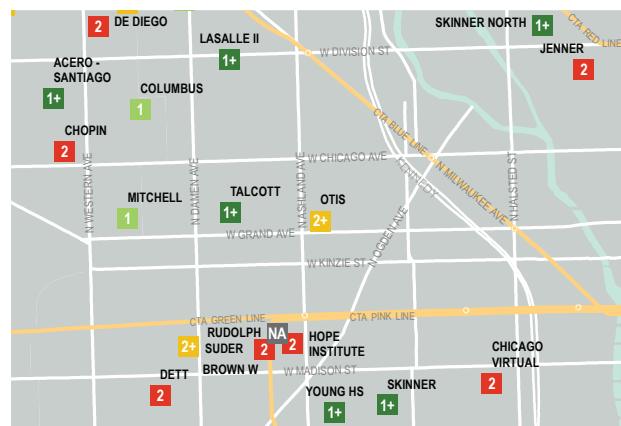 DE DIEGO
2
LASALLE II
1+
SKINNER NORTH
1+
CTA RED LINE
JENNER
2
W DIVISION ST
ACERO -
SANTIAGO
1+
COLUMBUS
1
CHOPIN
2
CTA BLUE LINE
W CHICAGO AVE
KENNEDY
N MILWAUKEE AVE
N WESTERN AVE
N DAMEN AVE
N ASHLAND AVE
N HALSTED ST
MITCHELL
1
TALCOTT
1+
OTIS
2+
N OGDEN AVE
W GRAND AVE
W KINZIE ST
CTA GREEN LINE
CTA PINK LINE
RUDOLPH
NA
SUDER
2+
2
2
HOPE
INSTITUTE
BROWN W
W MADISON ST
DETT
2
YOUNG HS
1+
SKINNER
1+
CHICAGO
VIRTUAL
2